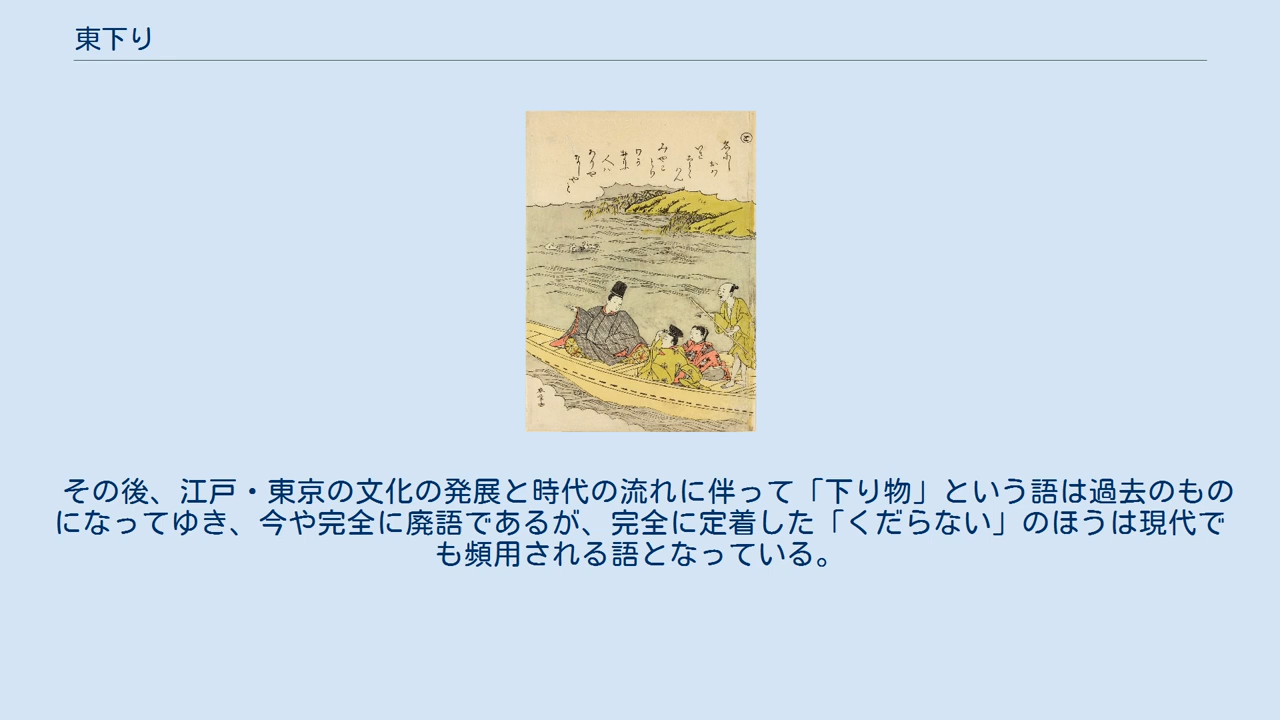 東下り
その後、江戸・東京の文化の発展と時代の流れに伴って「下り物」という語は過去のもの
になってゆき、今や完全に廃語であるが、完全に定着した「くだらない」のほうは現代で
も頻用される語となっている。